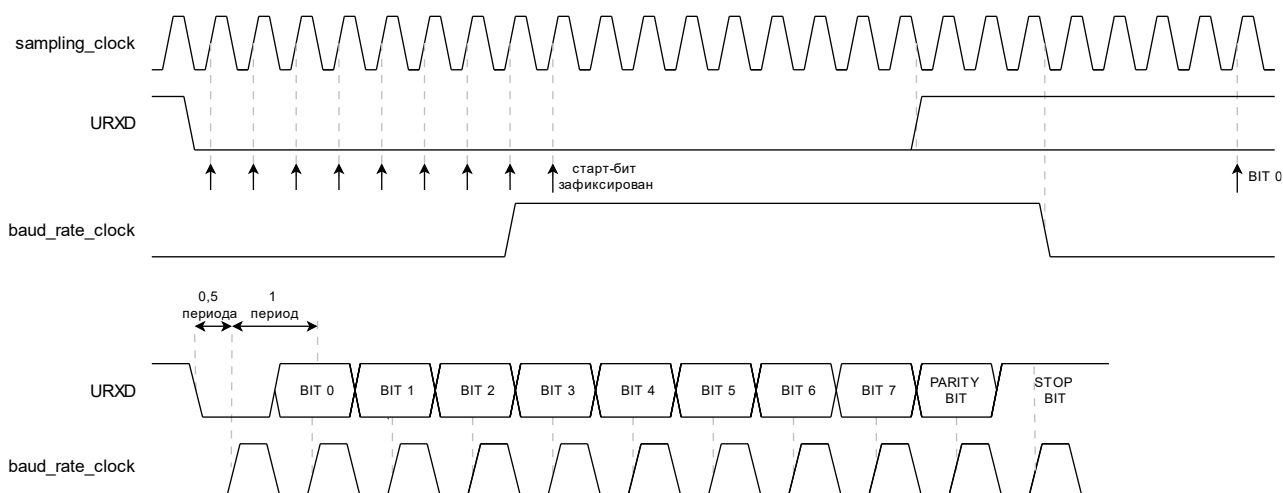 sampling_clock
URXD
старт-бит
зафиксирован
BIT 0
baud_rate_clock
0,5
периода
1
период
URXD
BIT 0
BIT 1
BIT 2
BIT 3
BIT 4
BIT 5
BIT 6
BIT 7
PARITY
BIT
STOP
BIT
baud_rate_clock